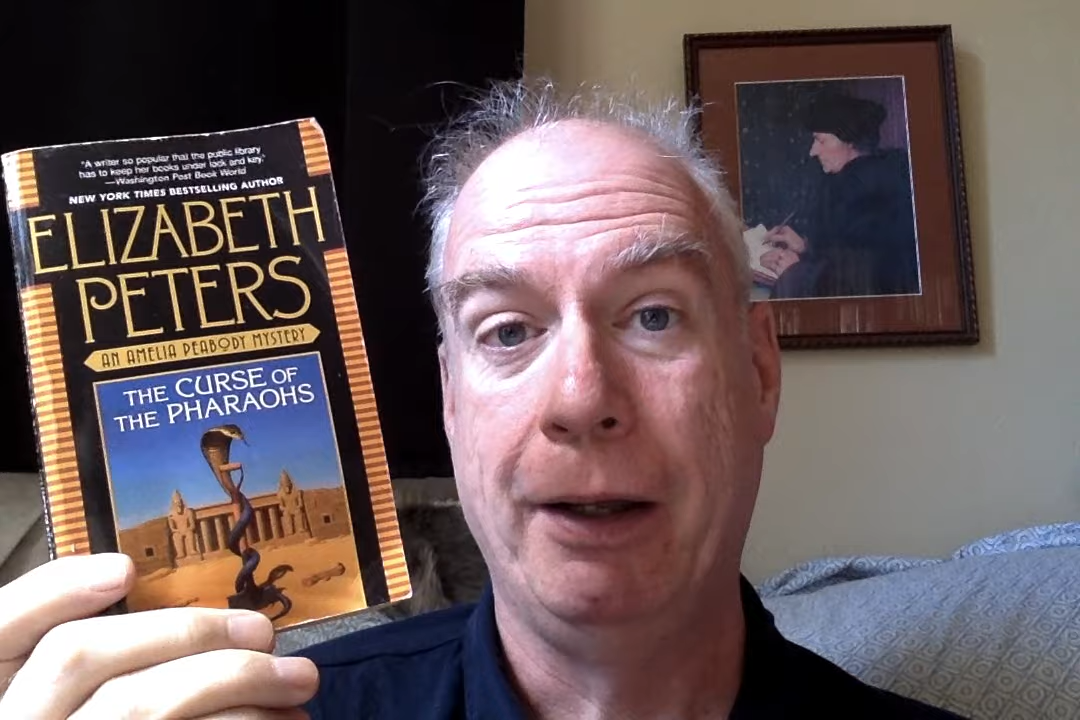 "A writer so popular that the public library
has to keep her books under lock and key."
—Washington Post Book World
NEW YORK TIMES BESTSELLING AUTHOR
ELIZABETH
PETERS
AN AMELIA PEABODY MYSTERY
THE CURSE OF
THE PHARAOHS